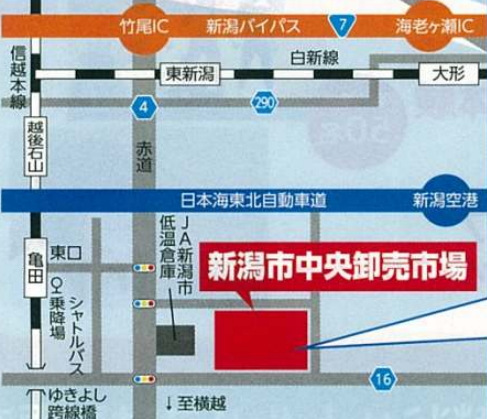 竹尾IC
新潟バイパス
7
海老ヶ瀬IC
信越本線
白新線
東新潟
大形
4
290
越後石山
赤道
日本海東北自動車道
新潟空港
亀田
東口
JA新潟市
低温倉庫
新潟市中央卸売市場
シャトルバス
乗降場
16
ゆきよし
跨線橋
↓至横越